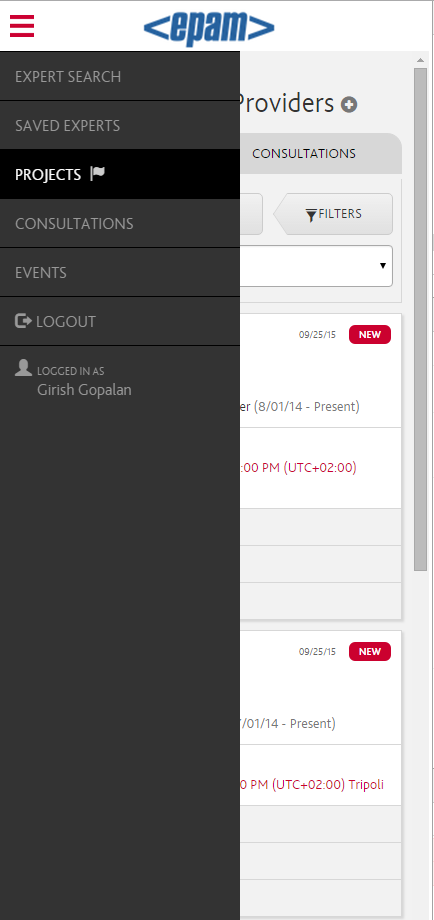 <epam>
EXPERT SEARCH
Providers
SAVED EXPERTS
CONSULTATIONS
PROJECTS
FILTERS
CONSULTATIONS
EVENTS
LOGOUT
09/25/15 NEW
LOGGED IN AS
Girish Gopalan
er (8/01/14 - Present)
:00 PM (UTC+02:00)
09/25/15 NEW
/01/14 - Present)
0 PM (UTC+02:00) Tripoli